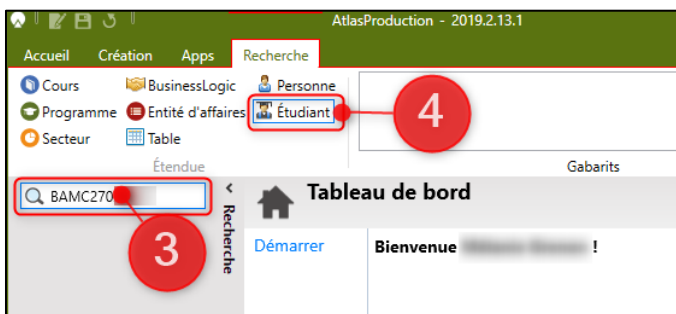 AtlasProduction - 2019.2.13.1
Accueil Création Apps Recherche
Cours BusinessLogic Personne
Programme Entité d'affaires Étudiant
Secteur Table
Étendue
Gabarits
4
BAMC270
Recherche
3
Tableau de bord
Démarrer
Bienvenue !